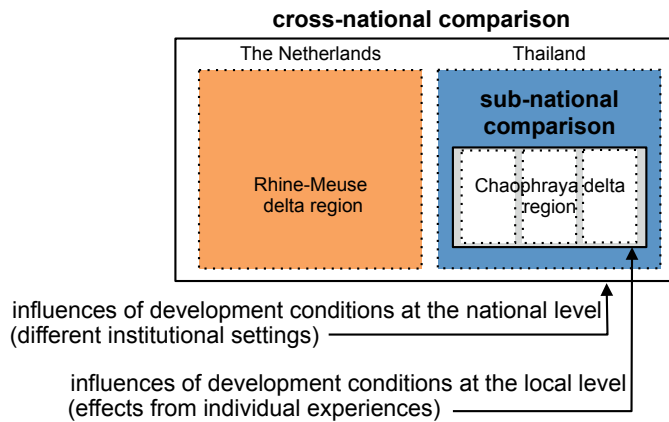 cross-national comparison
The Netherlands
Thailand
sub-national
comparison
Rhine-Meuse
delta region
Chaophraya delta
region
influences of development conditions at the national level
(different institutional settings)
influences of development conditions at the local level
(effects from individual experiences)